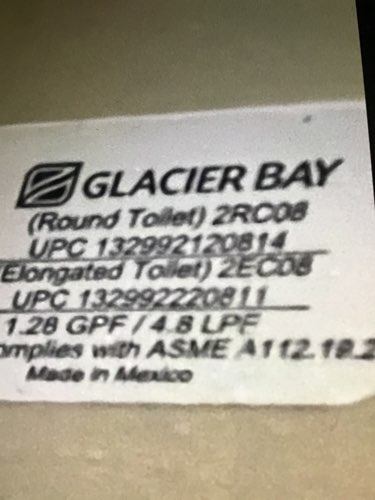 GLACIER BAY
(Round Toilet) 2RC08
UPC 132992120814
(Elongated Toilet) 2EC08
UPC 132992220811
1.28 GPF / 4.8 LPF
omplies with ASME A112.19.2
Made in Mexico